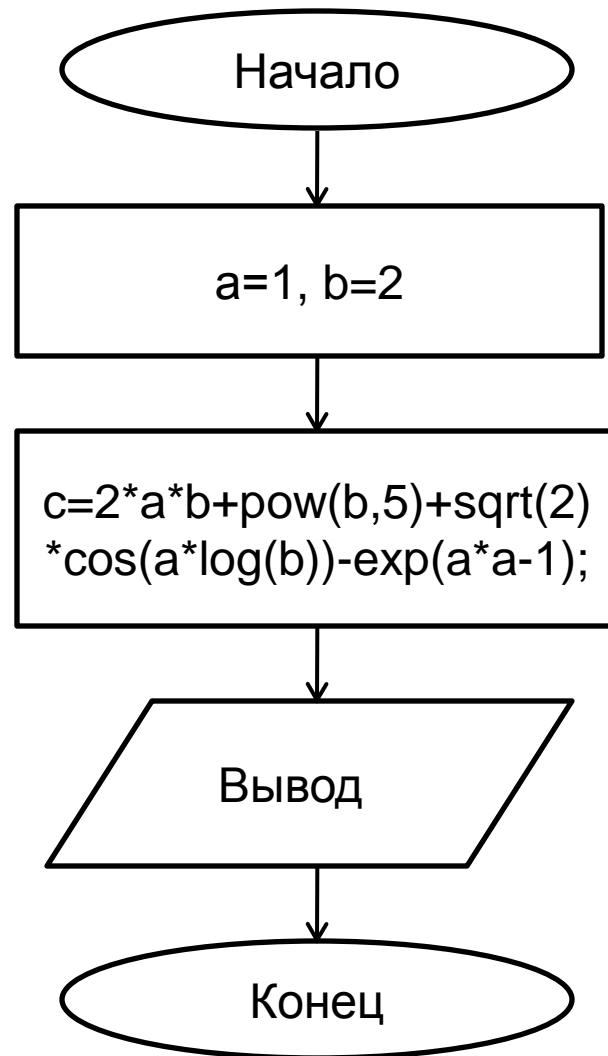 Начало
a=1, b=2
c=2*a*b+pow(b,5)+sqrt(2)
*cos(a*log(b))-exp(a*a-1);
Вывод
Конец